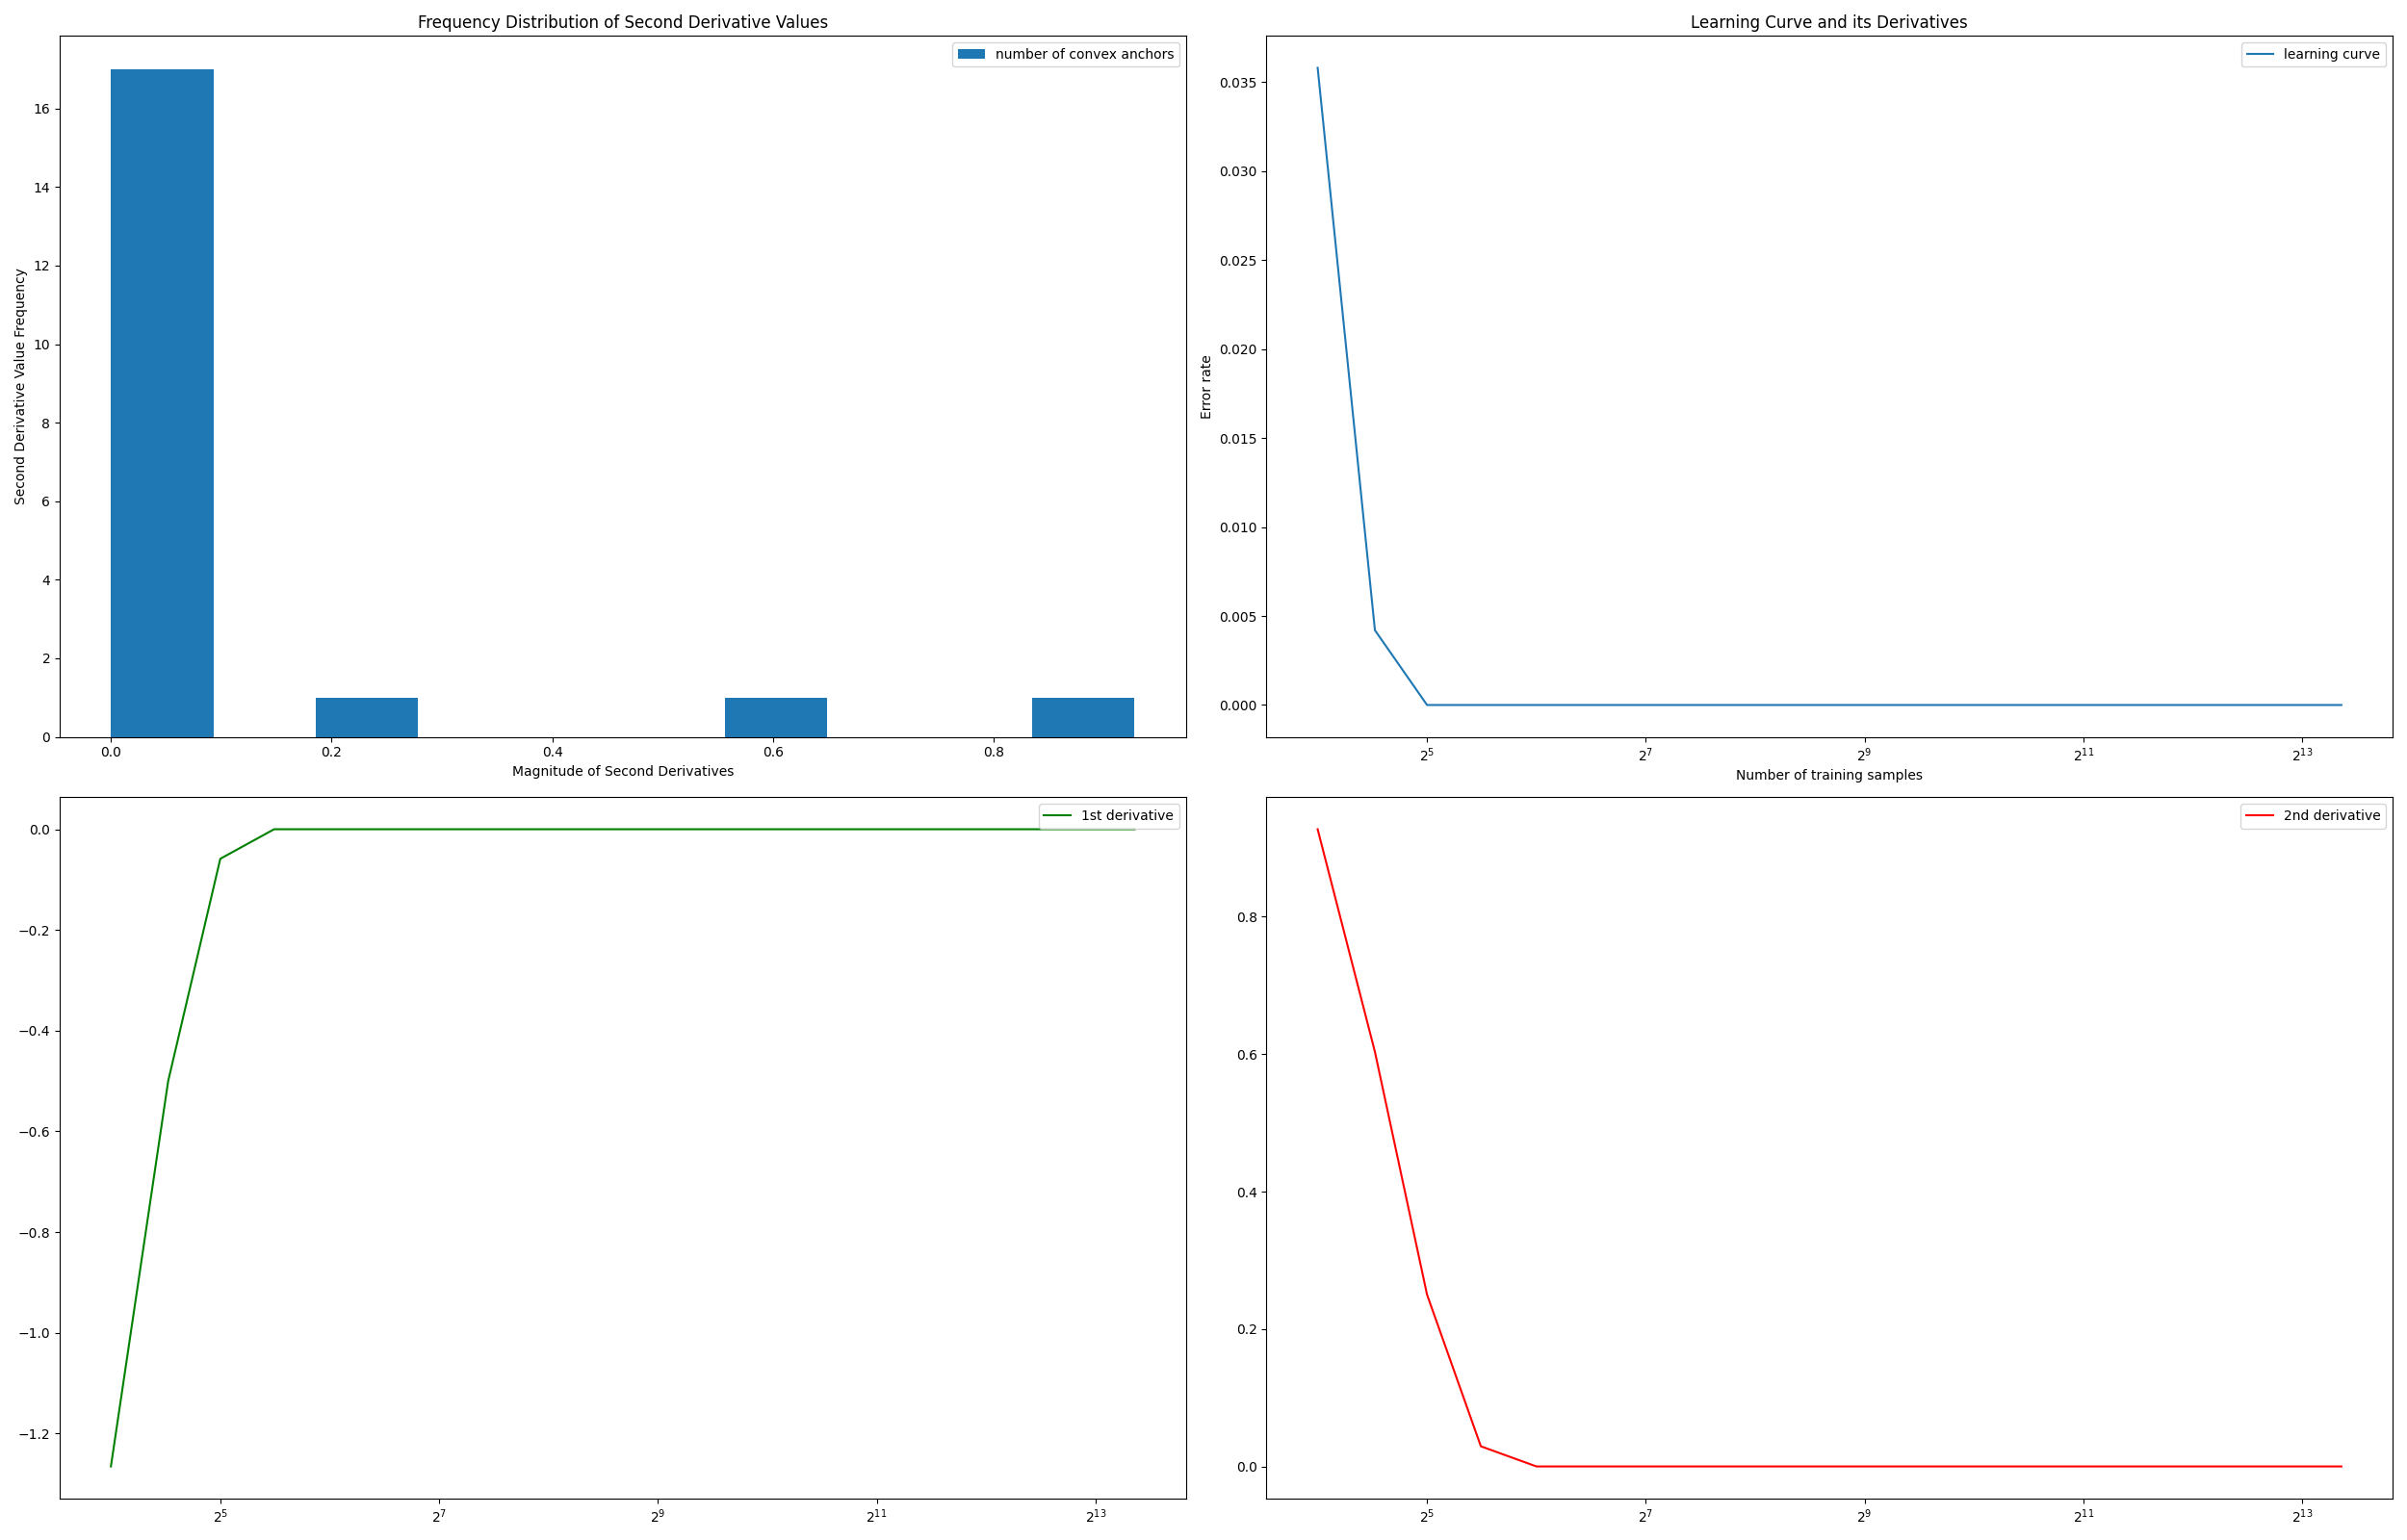 Frequency Distribution of Second Derivative Values
number of convex anchors
Second Derivative Value Frequency
16
14
12
10
8
6
4
2
0
0.0 0.2 0.4 0.6 0.8
Magnitude of Second Derivatives
Learning Curve and its Derivatives
learning curve
Error rate
0.035
0.030
0.025
0.020
0.015
0.010
0.005
0.000
2^5 2^7 2^9 2^11 2^13
Number of training samples
1st derivative
0.0
−0.2
−0.4
−0.6
−0.8
−1.0
−1.2
2^5 2^7 2^9 2^11 2^13
2nd derivative
0.8
0.6
0.4
0.2
0.0
2^5 2^7 2^9 2^11 2^13